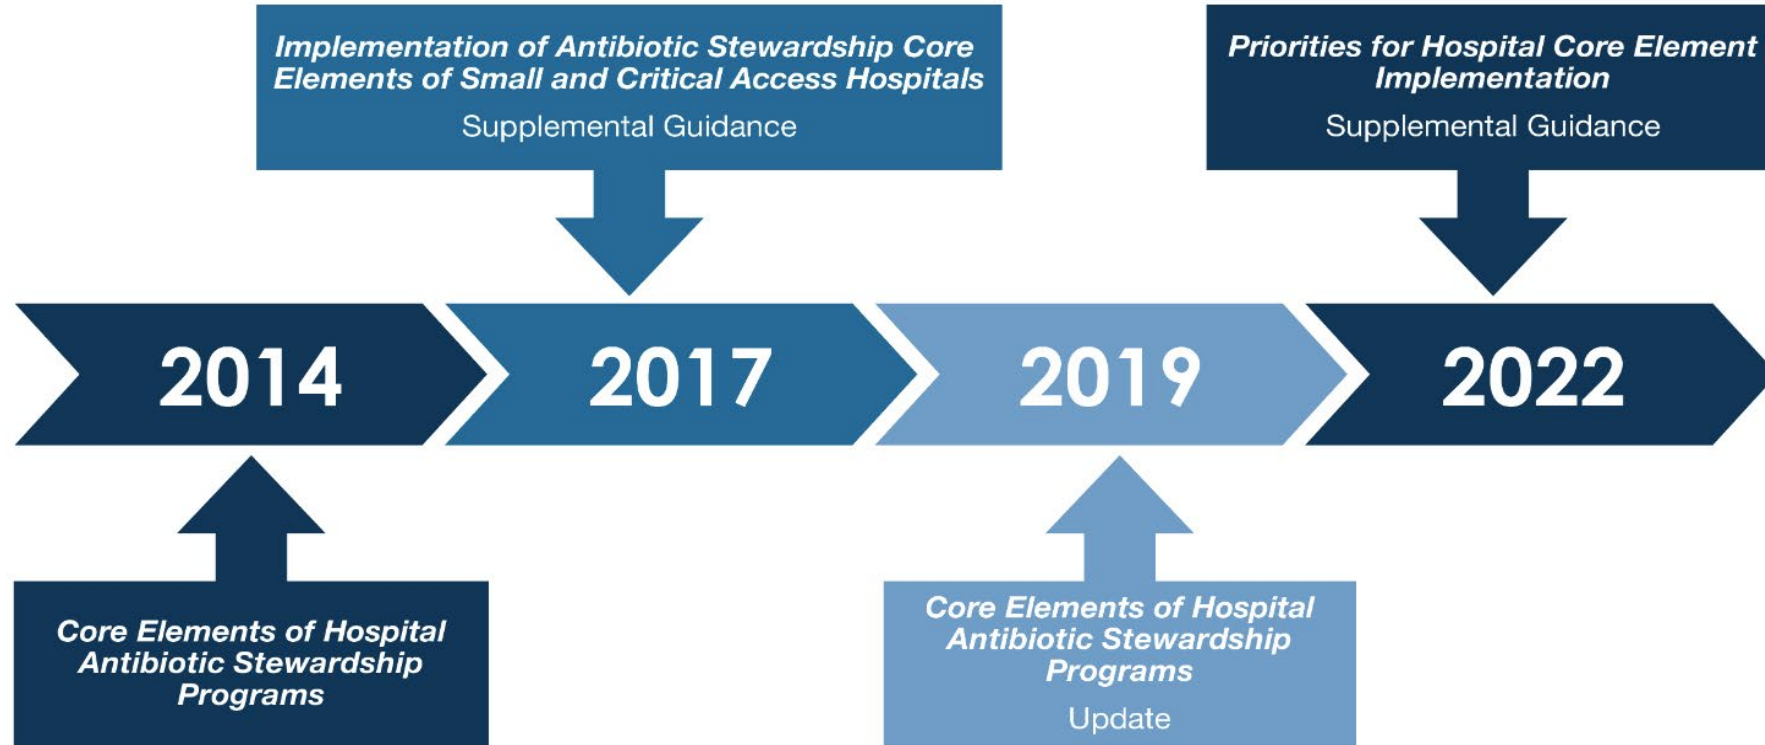 Implementation of Antibiotic Stewardship Core
Elements of Small and Critical Access Hospitals
Supplemental Guidance
Priorities for Hospital Core Element
Implementation
Supplemental Guidance
2014
2017
2019
2022
Core Elements of Hospital
Antibiotic Stewardship
Programs
Core Elements of Hospital
Antibiotic Stewardship
Programs
Update